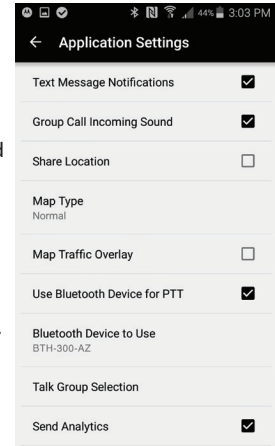 44% 3:03 PM
← Application Settings
Text Message Notifications
Group Call Incoming Sound
Share Location
Map Type
Normal
Map Traffic Overlay
Use Bluetooth Device for PTT
Bluetooth Device to Use
BTH-300-AZ
Talk Group Selection
Send Analytics